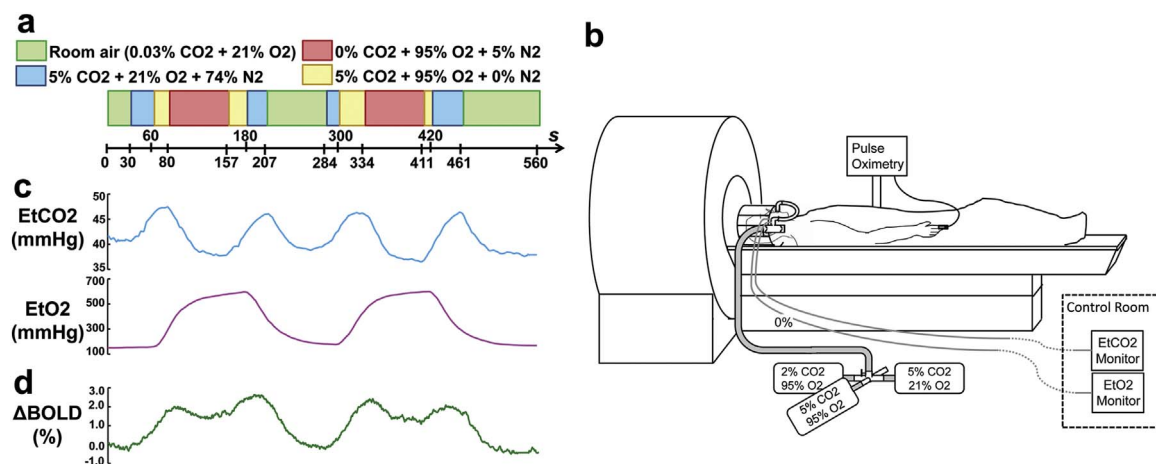 a
Room air (0.03% CO2 + 21% O2)
0% CO2 + 95% O2 + 5% N2
5% CO2 + 21% O2 + 74% N2
5% CO2 + 95% O2 + 0% N2
60 180 300 420 s
0 30 80 157 207 284 334 411 461 560
c
EtCO2
(mmHg)
50
45
40
35
EtO2
(mmHg)
700
500
300
100
d
ΔBOLD
(%)
3.0
2.0
1.0
0.0
-1.0
b
Pulse
Oximetry
0%
Control Room
EtCO2
Monitor
EtO2
Monitor
2% CO2
95% O2
5% CO2
21% O2
5% CO2
95% O2